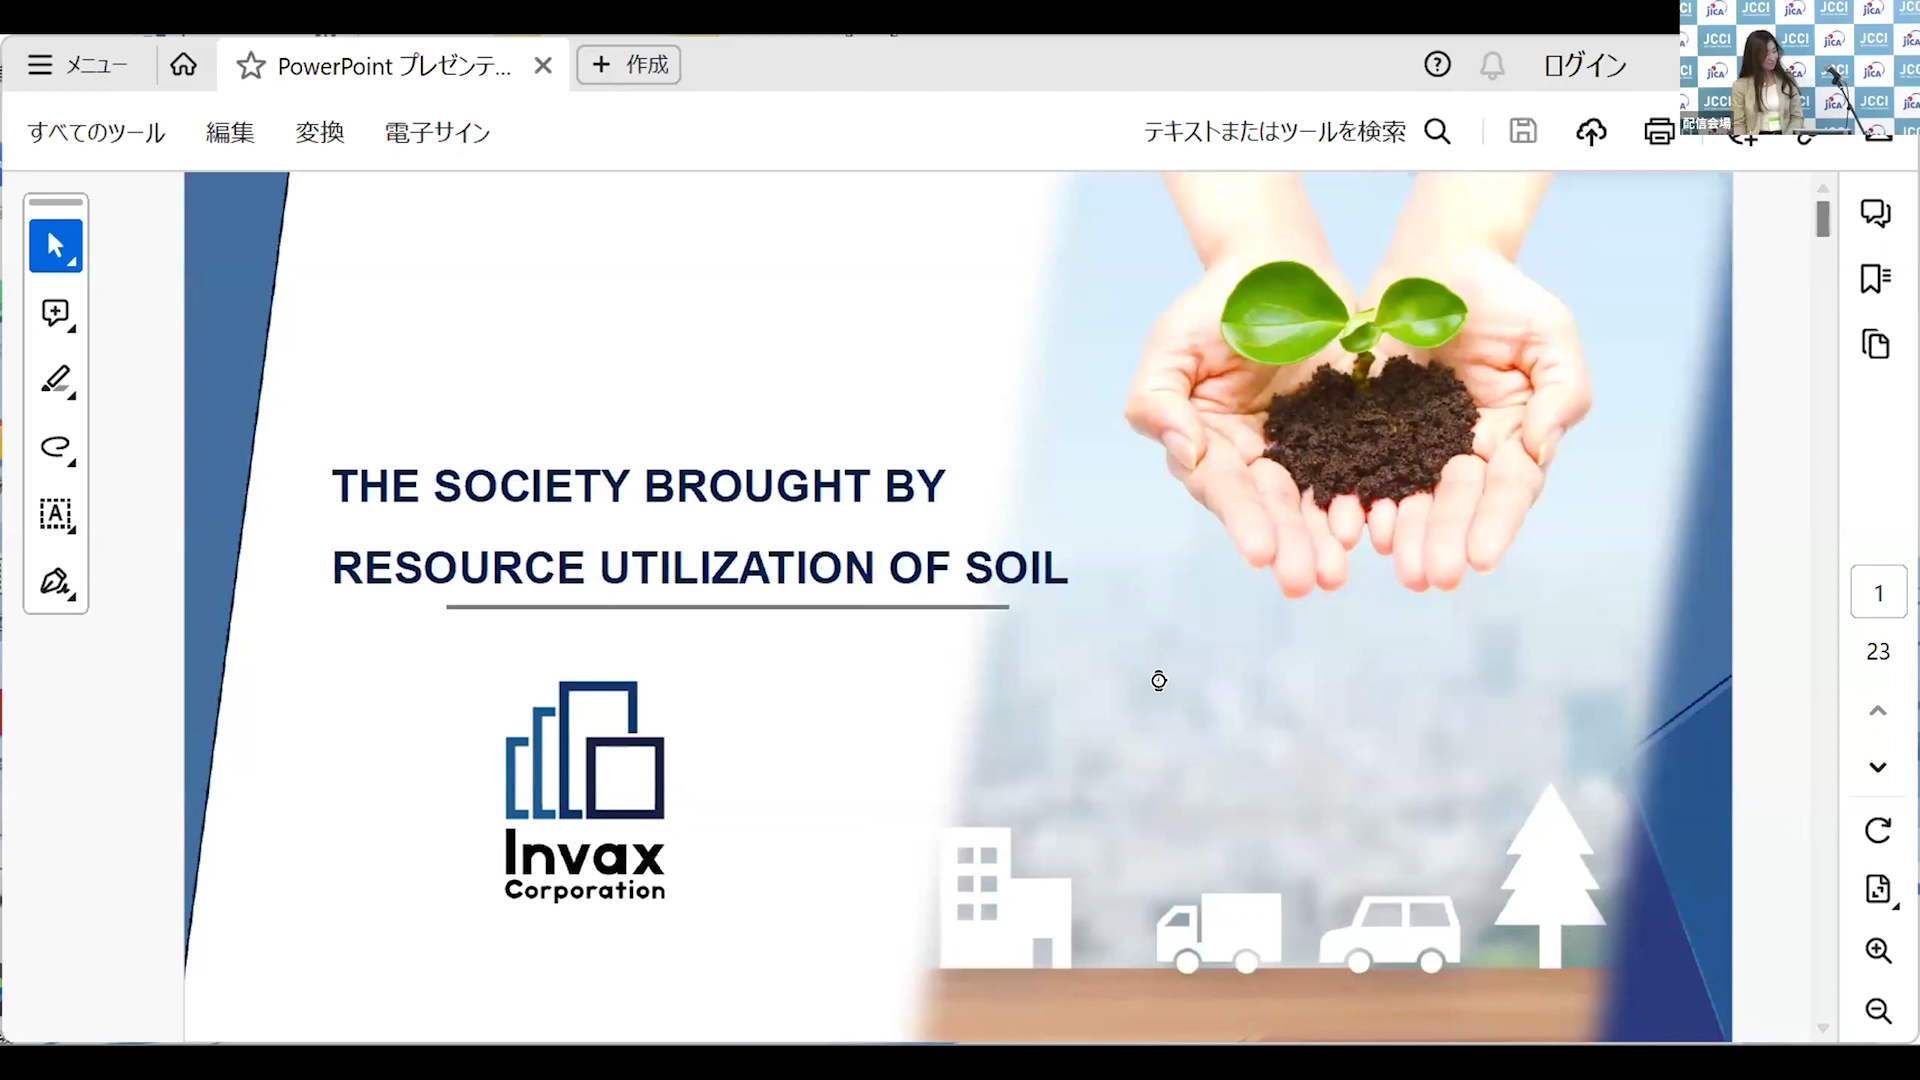 メニュー
PowerPoint プレゼンテ...
作成
ログイン
すべてのツール
編集
変換
電子サイン
テキストまたはツールを検索
配信会場
JCCI
JICA
THE SOCIETY BROUGHT BY
RESOURCE UTILIZATION OF SOIL
Invax
Corporation
1
23